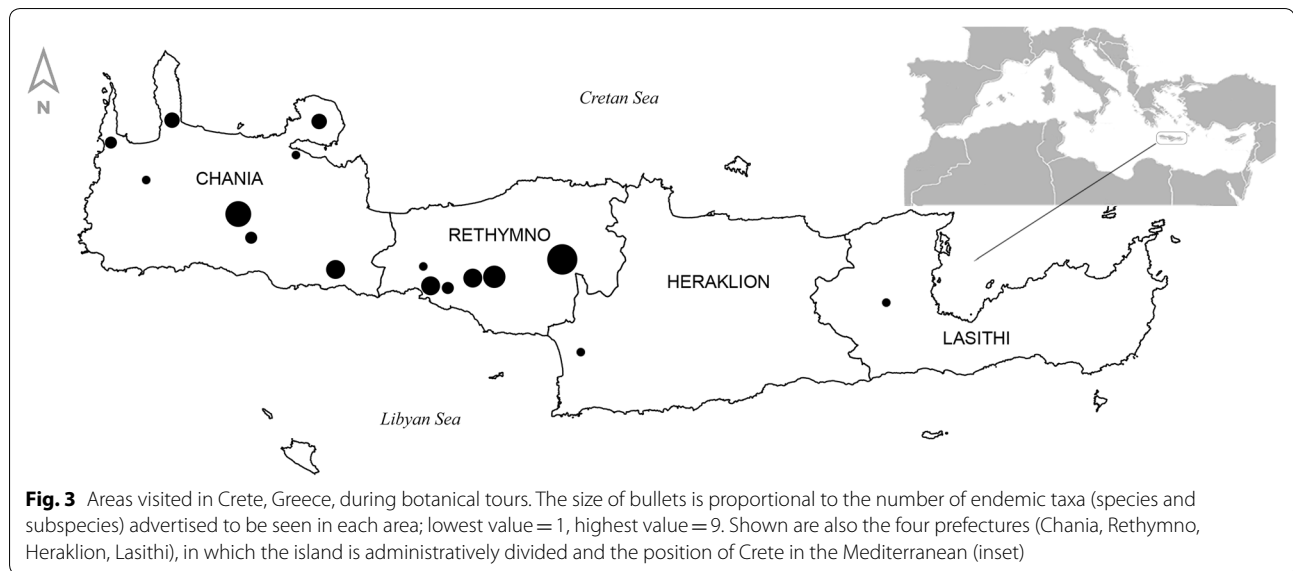 N
Cretan Sea
CHANIA
RETHYMNO
HERAKLION
LASITHI
Libyan Sea
Fig. 3 Areas visited in Crete, Greece, during botanical tours. The size of bullets is proportional to the number of endemic taxa (species and
subspecies) advertised to be seen in each area; lowest value = 1, highest value = 9. Shown are also the four prefectures (Chania, Rethymno,
Heraklion, Lasithi), in which the island is administratively divided and the position of Crete in the Mediterranean (inset)